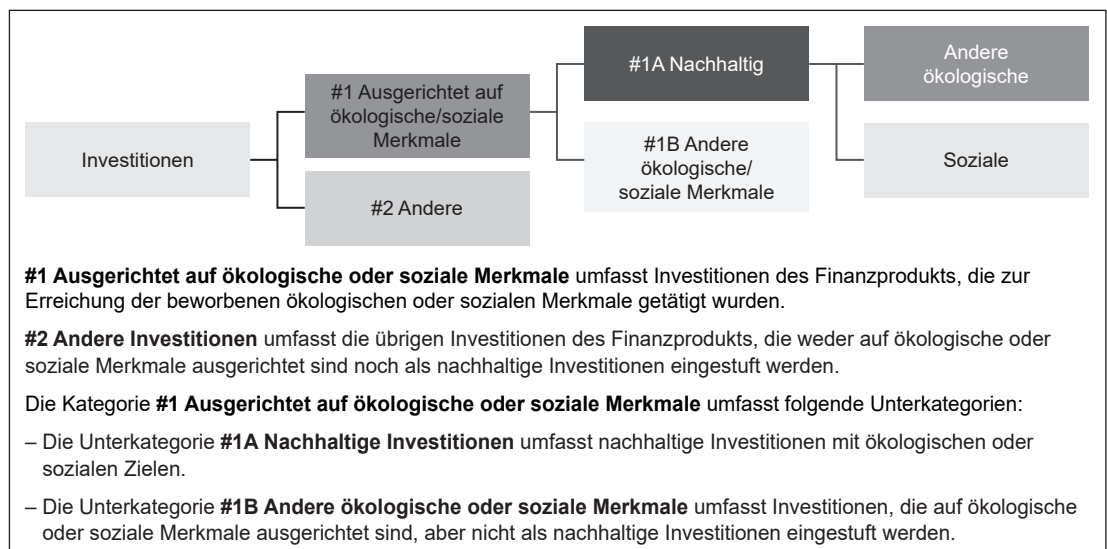 Investitionen
#1 Ausgerichtet auf
ökologische/soziale
Merkmale
#2 Andere
#1A Nachhaltig
#1B Andere
ökologische/
soziale Merkmale
Andere
ökologische
Soziale
#1 Ausgerichtet auf ökologische oder soziale Merkmale umfasst Investitionen des Finanzprodukts, die zur
Erreichung der beworbenen ökologischen oder sozialen Merkmale getätigt wurden.
#2 Andere Investitionen umfasst die übrigen Investitionen des Finanzprodukts, die weder auf ökologische oder
soziale Merkmale ausgerichtet sind noch als nachhaltige Investitionen eingestuft werden.
Die Kategorie #1 Ausgerichtet auf ökologische oder soziale Merkmale umfasst folgende Unterkategorien:
– Die Unterkategorie #1A Nachhaltige Investitionen umfasst nachhaltige Investitionen mit ökologischen oder
sozialen Zielen.
– Die Unterkategorie #1B Andere ökologische oder soziale Merkmale umfasst Investitionen, die auf ökologische
oder soziale Merkmale ausgerichtet sind, aber nicht als nachhaltige Investitionen eingestuft werden.